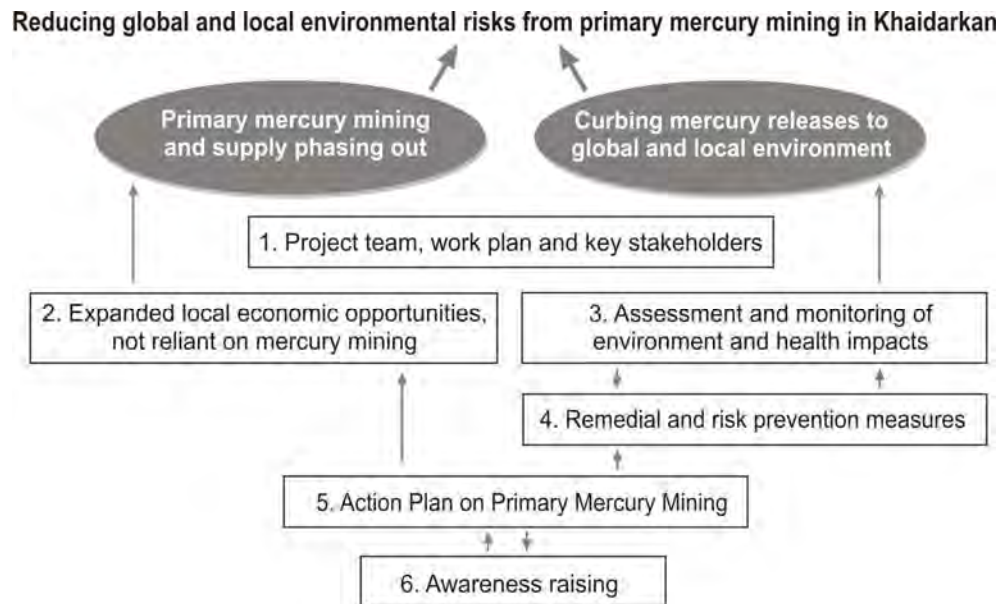 Reducing global and local environmental risks from primary mercury mining in Khaidarkan
Primary mercury mining
and supply phasing out
Curbing mercury releases to
global and local environment
1. Project team, work plan and key stakeholders
2. Expanded local economic opportunities,
not reliant on mercury mining
3. Assessment and monitoring of
environment and health impacts
4. Remedial and risk prevention measures
5. Action Plan on Primary Mercury Mining
6. Awareness raising